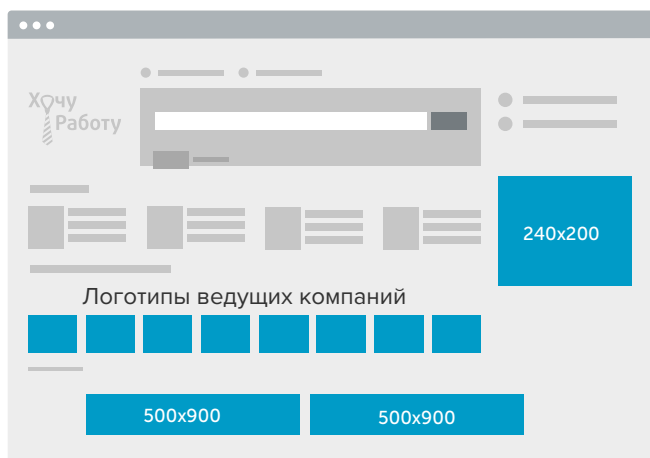 Хочу
Работу
240x200
Логотипы ведущих компаний
500x900
500x900